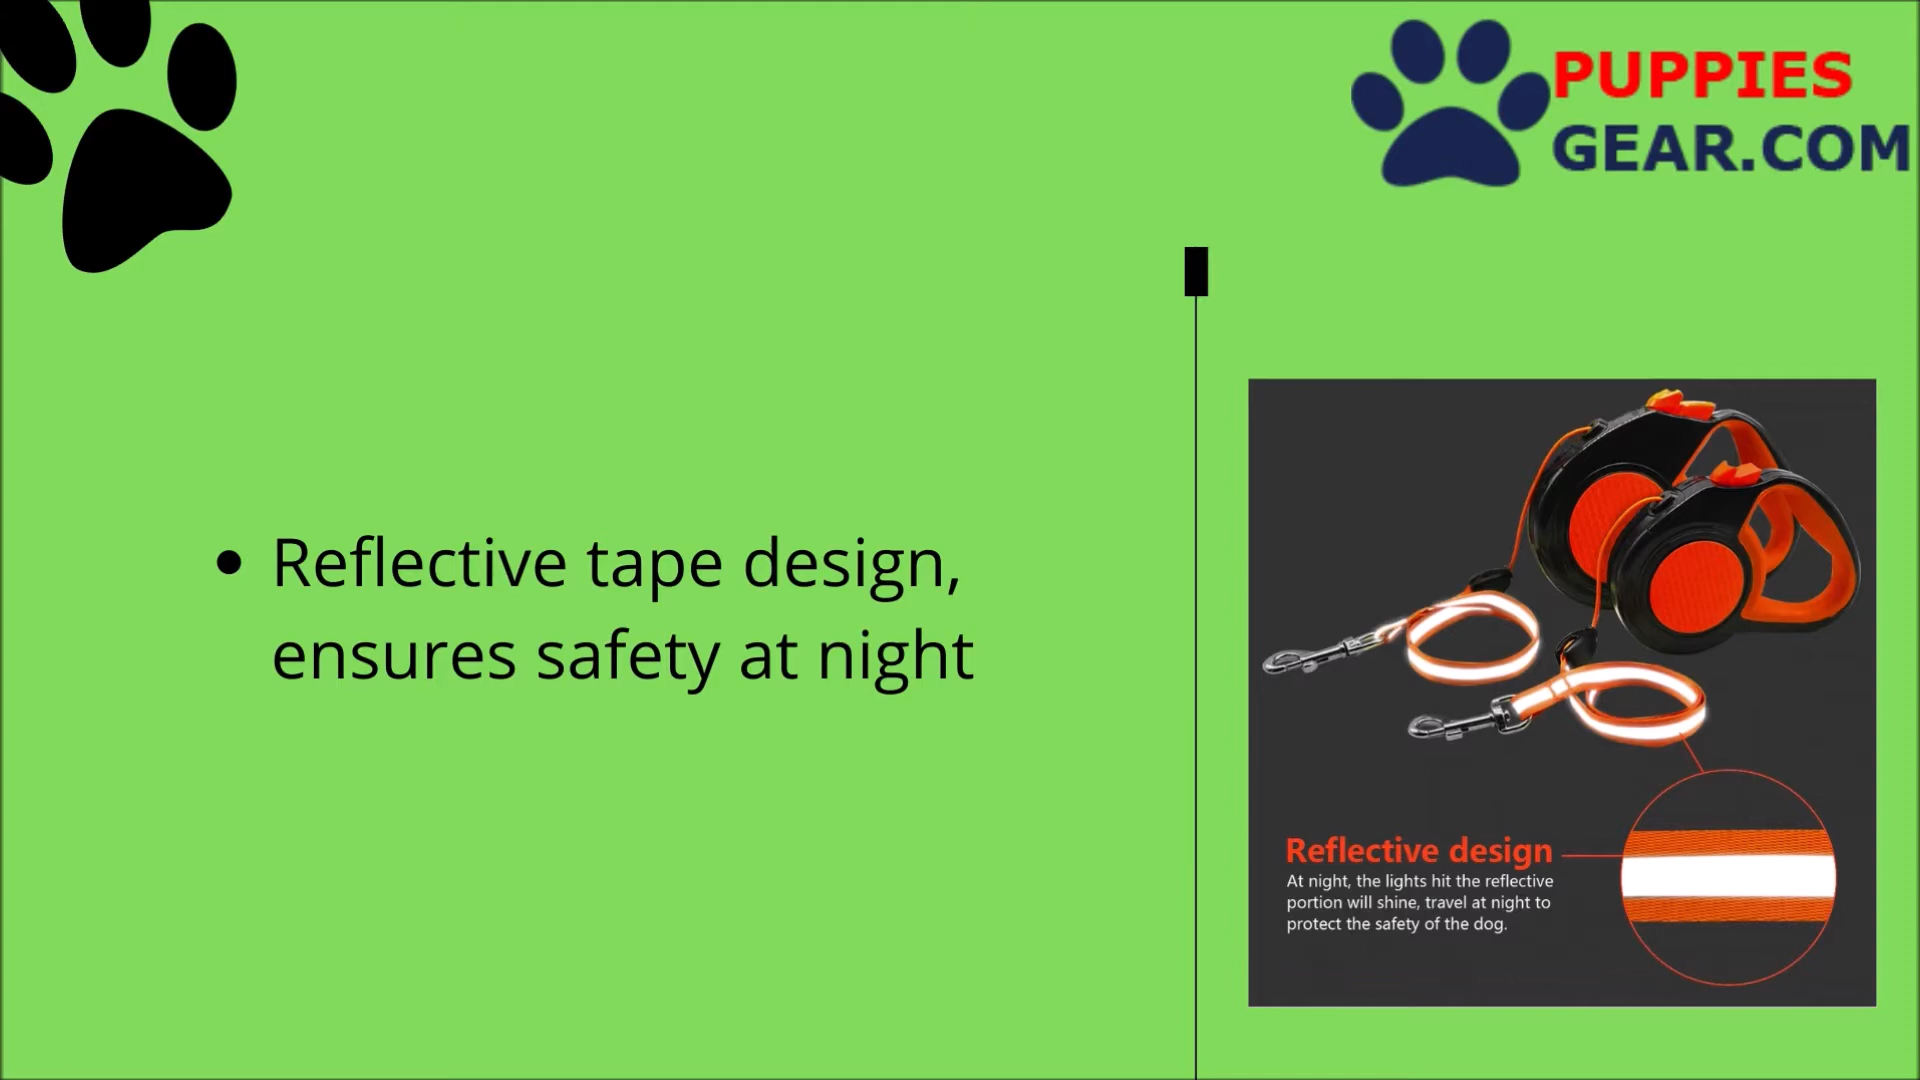 PUPPIES
GEAR.COM
• Reflective tape design,
ensures safety at night
Reflective design
At night, the lights hit the reflective
portion will shine, travel at night to
protect the safety of the dog.